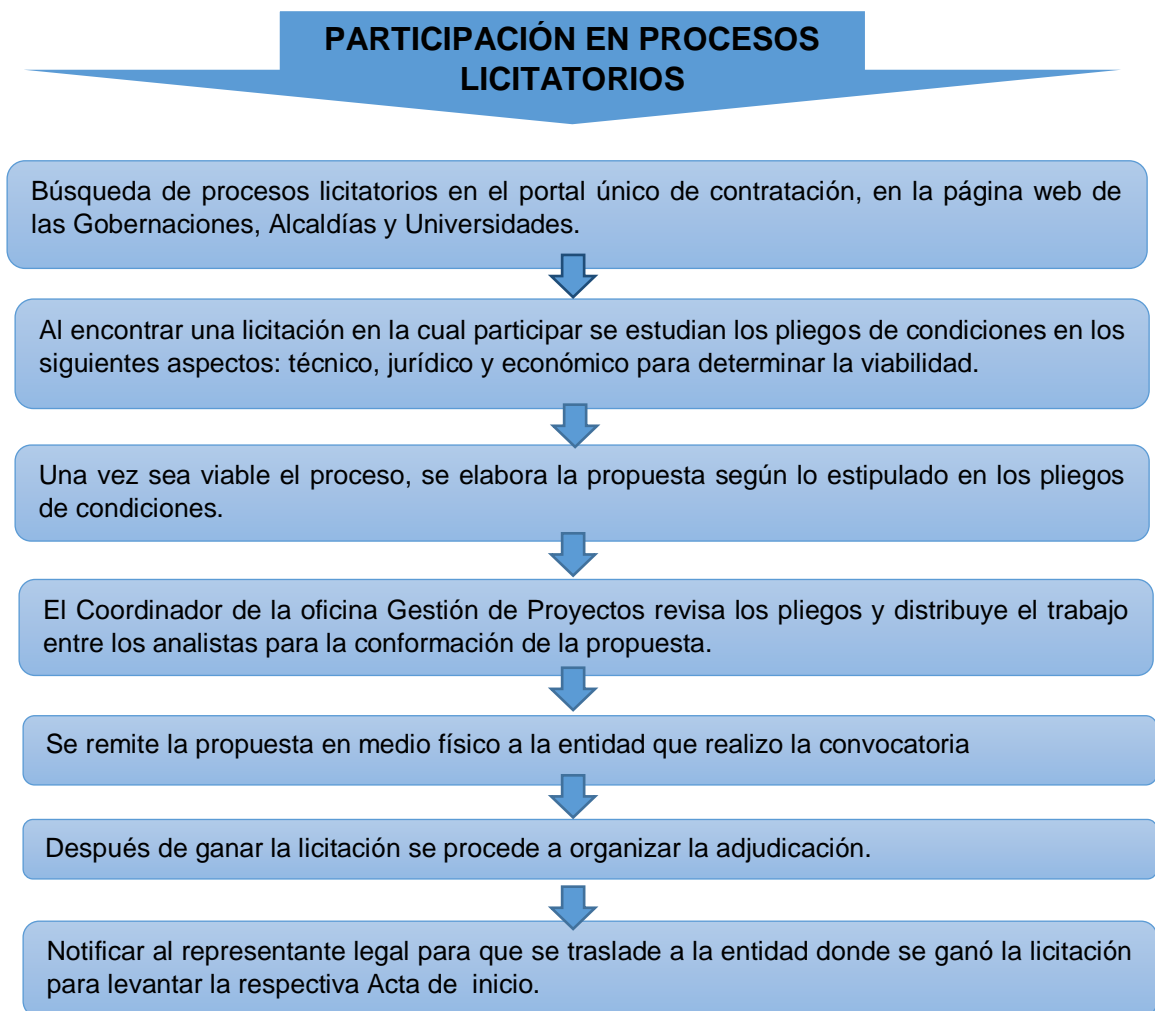 PARTICIPACIÓN EN PROCESOS
LICITATORIOS
Búsqueda de procesos licitatorios en el portal único de contratación, en la página web de
las Gobernaciones, Alcaldías y Universidades.
Al encontrar una licitación en la cual participar se estudian los pliegos de condiciones en los
siguientes aspectos: técnico, jurídico y económico para determinar la viabilidad.
Una vez sea viable el proceso, se elabora la propuesta según lo estipulado en los pliegos
de condiciones.
El Coordinador de la oficina Gestión de Proyectos revisa los pliegos y distribuye el trabajo
entre los analistas para la conformación de la propuesta.
Se remite la propuesta en medio físico a la entidad que realizo la convocatoria
Después de ganar la licitación se procede a organizar la adjudicación.
Notificar al representante legal para que se traslade a la entidad donde se ganó la licitación
para levantar la respectiva Acta de  inicio.